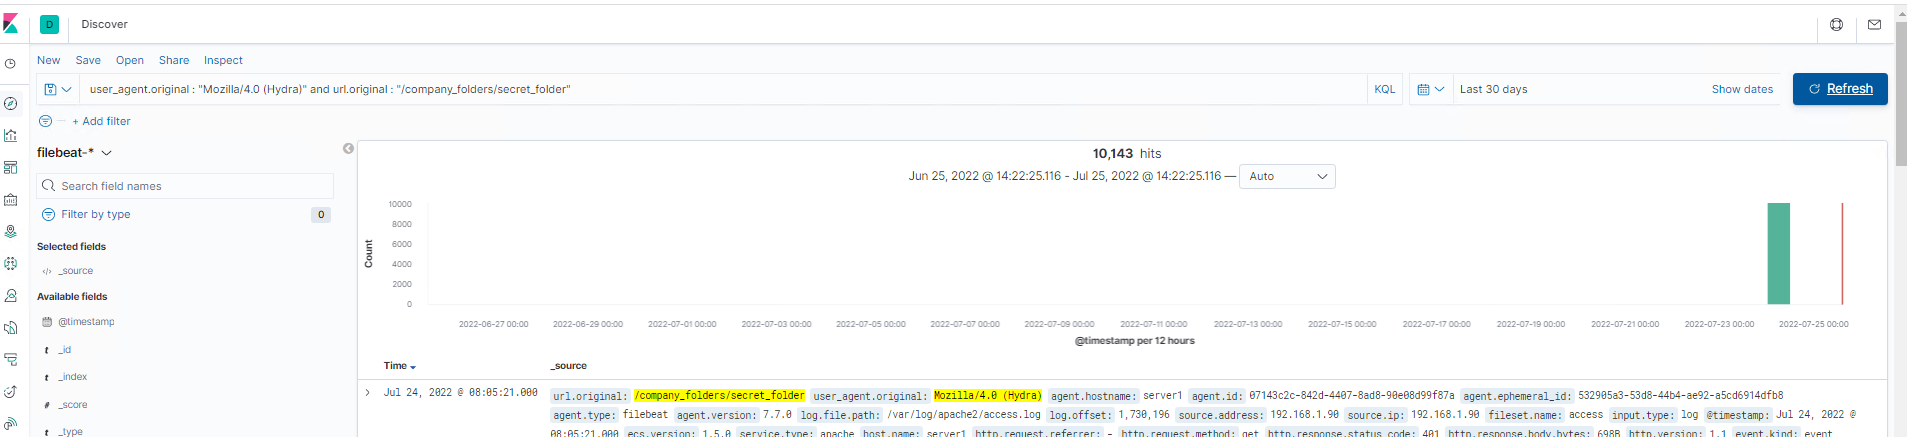 D Discover
New Save Open Share Inspect
user_agent.original : "Mozilla/4.0 (Hydra)" and url.original : "/company_folders/secret_folder" KQL Last 30 days Show dates Refresh
+ Add filter
filebeat-*
Search field names
Filter by type 0
Selected fields
</> _source
Available fields
@timestamp
t _id
t _index
# _score
t _type
10,143 hits
Jun 25, 2022 @ 14:22:25.116 - Jul 25, 2022 @ 14:22:25.116 — Auto
10000
8000
6000
4000
2000
0
Count
2022-06-27 00:00 2022-06-29 00:00 2022-07-01 00:00 2022-07-03 00:00 2022-07-05 00:00 2022-07-07 00:00 2022-07-09 00:00 2022-07-11 00:00 2022-07-13 00:00 2022-07-15 00:00 2022-07-17 00:00 2022-07-19 00:00 2022-07-21 00:00 2022-07-23 00:00 2022-07-25 00:00
@timestamp per 12 hours
Time _source
> Jul 24, 2022 @ 08:05:21.000 url.original: /company_folders/secret_folder user_agent.original: Mozilla/4.0 (Hydra) agent.hostname: server1 agent.id: 07143c2c-842d-4407-8ad8-90e08d99f87a agent.ephemeral_id: 532905a3-53d8-44b4-ae92-a5cd6914dfb8
agent.type: filebeat agent.version: 7.7.0 log.file.path: /var/log/apache2/access.log log.offset: 1,730,196 source.address: 192.168.1.90 source.ip: 192.168.1.90 fileset.name: access input.type: log @timestamp: Jul 24, 2022 @
08:05:21.000 ecs.version: 1.5.0 service.type: apache host.name: server1 http.request.referrer: - http.request.method: get http.response.status_code: 401 http.response.body.bytes: 698B http.version: 1.1 event.kind: event